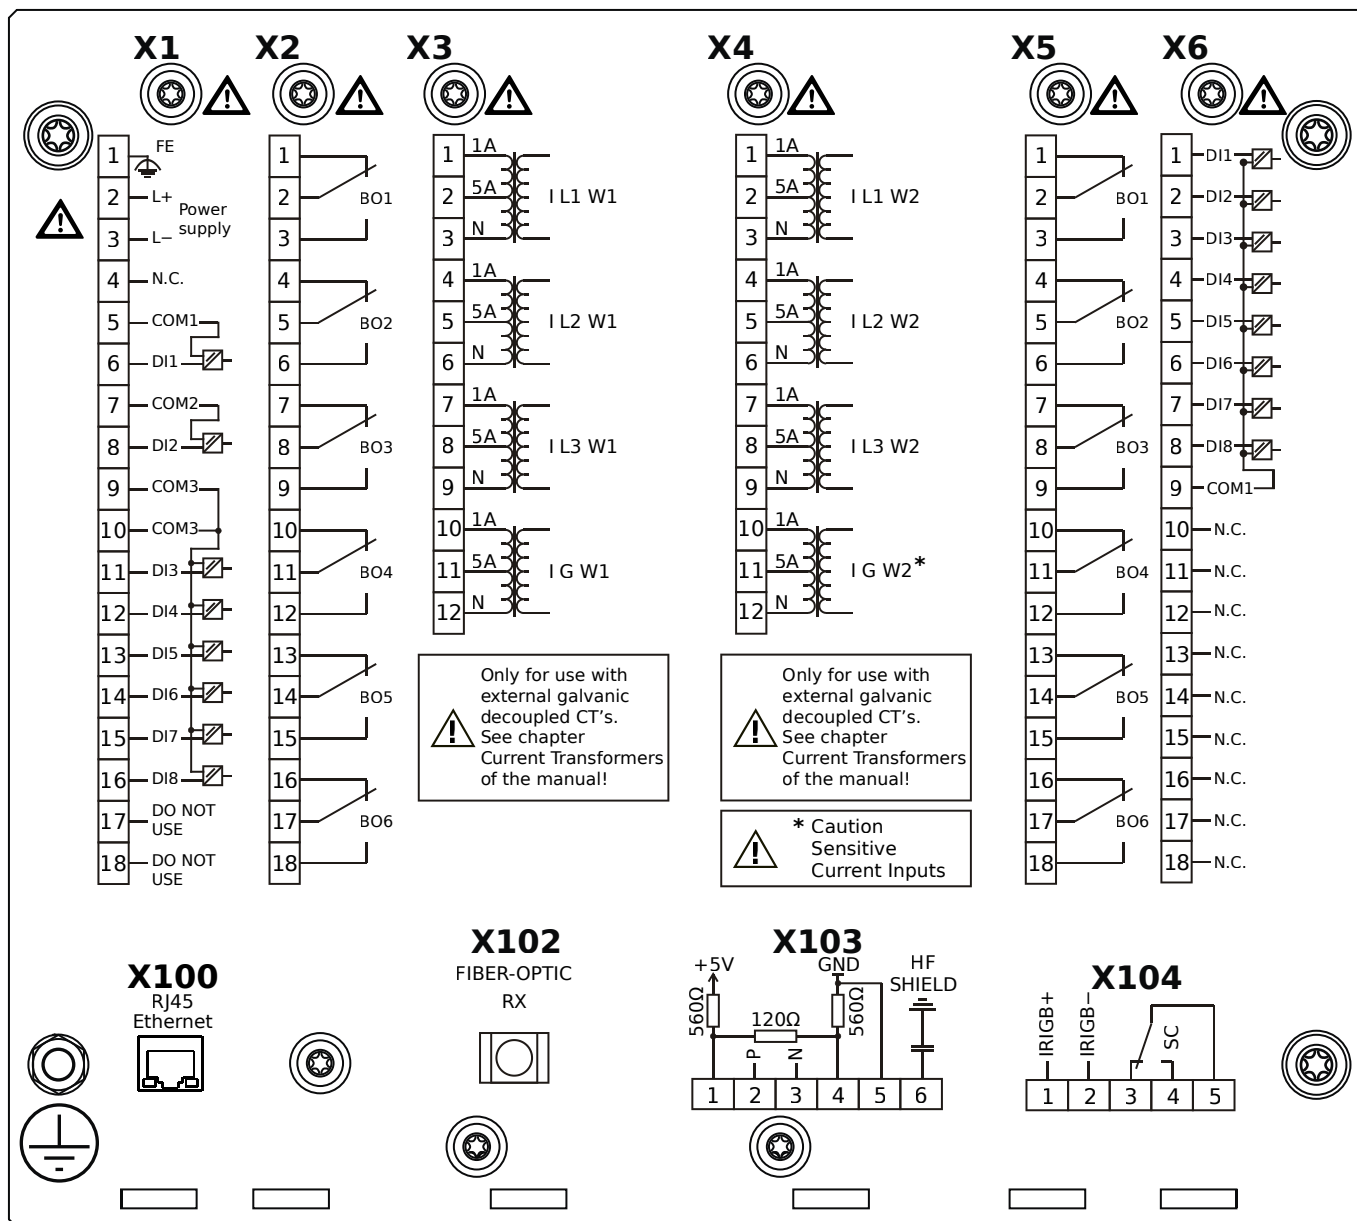 X1
X2
X3
X4
X5
X6
1 FE
2 L+
Power
supply
3 L−
4 N.C.
5 COM1
6 DI1
7 COM2
8 DI2
9 COM3
10 COM3
11 DI3
12 DI4
13 DI5
14 DI6
15 DI7
16 DI8
17 DO NOT
USE
18 DO NOT
USE
1
2 BO1
3
4
5 BO2
6
7
8 BO3
9
10
11 BO4
12
13
14 BO5
15
16
17 BO6
18
1 1A
2 5A I L1 W1
3 N
4 1A
5 5A I L2 W1
6 N
7 1A
8 5A I L3 W1
9 N
10 1A
11 5A I G W1
12 N
Only for use with
external galvanic
decoupled CT's.
See chapter
Current Transformers
of the manual!
1 1A
2 5A I L1 W2
3 N
4 1A
5 5A I L2 W2
6 N
7 1A
8 5A I L3 W2
9 N
10 1A
11 5A I G W2*
12 N
Only for use with
external galvanic
decoupled CT's.
See chapter
Current Transformers
of the manual!
* Caution
Sensitive
Current Inputs
1
2 BO1
3
4
5 BO2
6
7
8 BO3
9
10
11 BO4
12
13
14 BO5
15
16
17 BO6
18
1 DI1
2 DI2
3 DI3
4 DI4
5 DI5
6 DI6
7 DI7
8 DI8
9 COM1
10 N.C.
11 N.C.
12 N.C.
13 N.C.
14 N.C.
15 N.C.
16 N.C.
17 N.C.
18 N.C.
X100
RJ45
Ethernet
X102
FIBER-OPTIC
RX
X103
+5V
GND
HF
SHIELD
560Ω
120Ω
560Ω
P
N
1 2 3 4 5 6
X104
IRIGB+
IRIGB−
SC
1 2 3 4 5